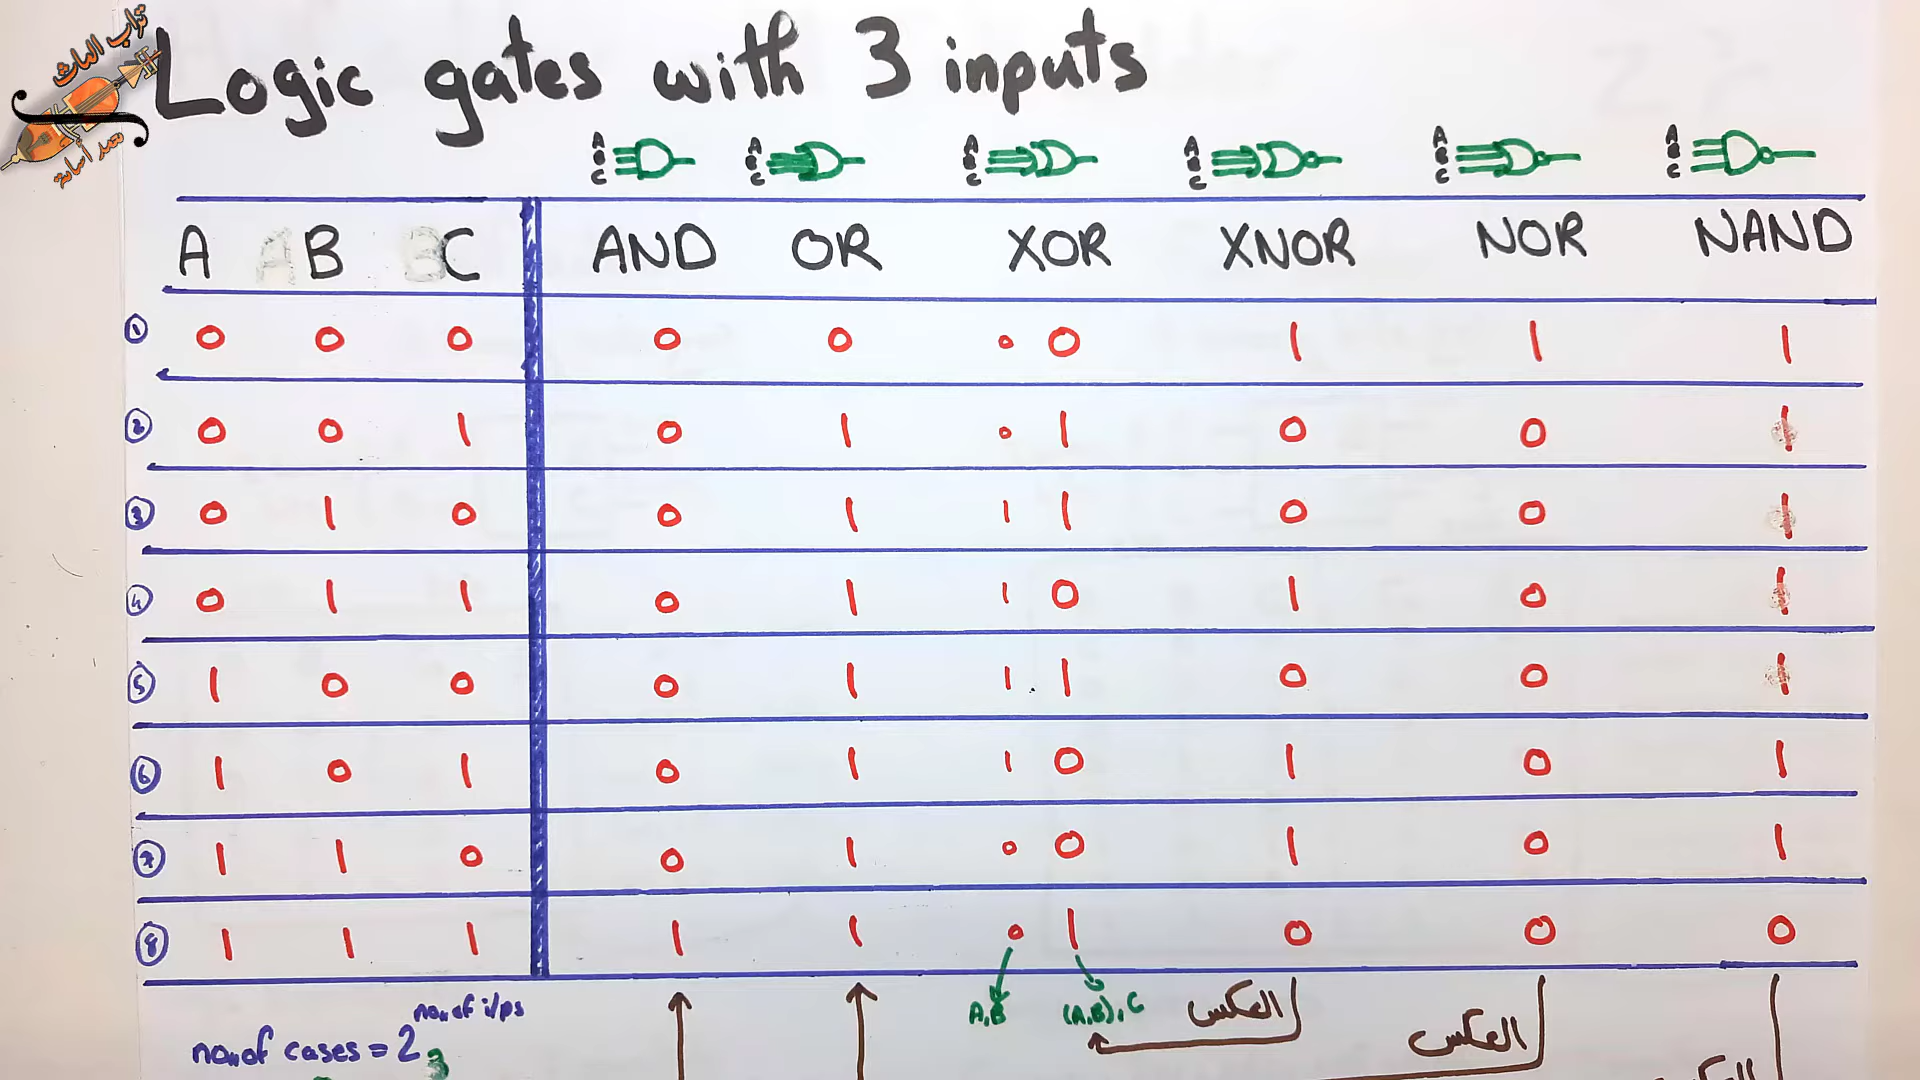 تراب الماث
محمد أسامة
Logic gates with 3 inputs
A B C A B C A B C A B C A B C A B C
A B C AND OR XOR XNOR NOR NAND
1 0 0 0 0 0 0 0 1 1 1
2 0 0 1 0 1 0 1 0 0 1
3 0 1 0 0 1 1 1 0 0 1
4 0 1 1 0 1 1 0 1 0 1
5 1 0 0 0 1 1 1 0 0 1
6 1 0 1 0 1 1 0 1 0 1
7 1 1 0 0 1 0 0 1 0 1
8 1 1 1 1 1 0 1 0 0 0
no. of i/ps
no. of cases = 2
3
A,B (A,B),C العكس
العكس
العكس